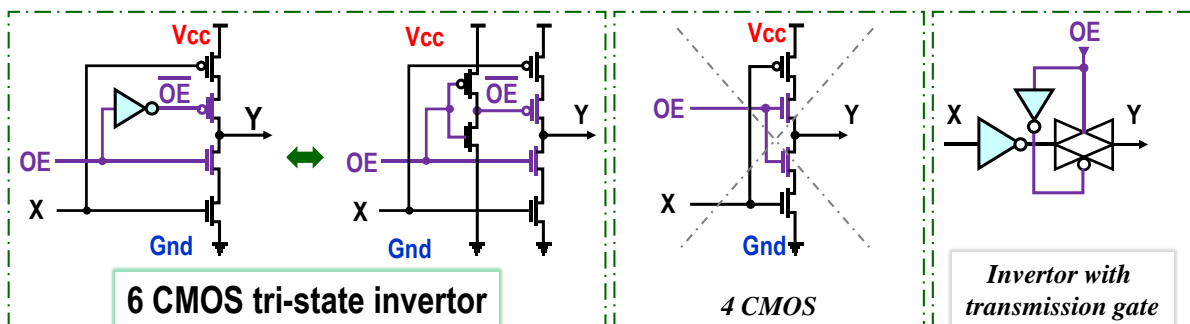 Vcc
OE
Y
OE
X
Gnd
Vcc
OE
Y
OE
X
Gnd
6 CMOS tri-state invertor
Vcc
OE
Y
X
Gnd
4 CMOS
OE
X
Y
Invertor with
transmission gate